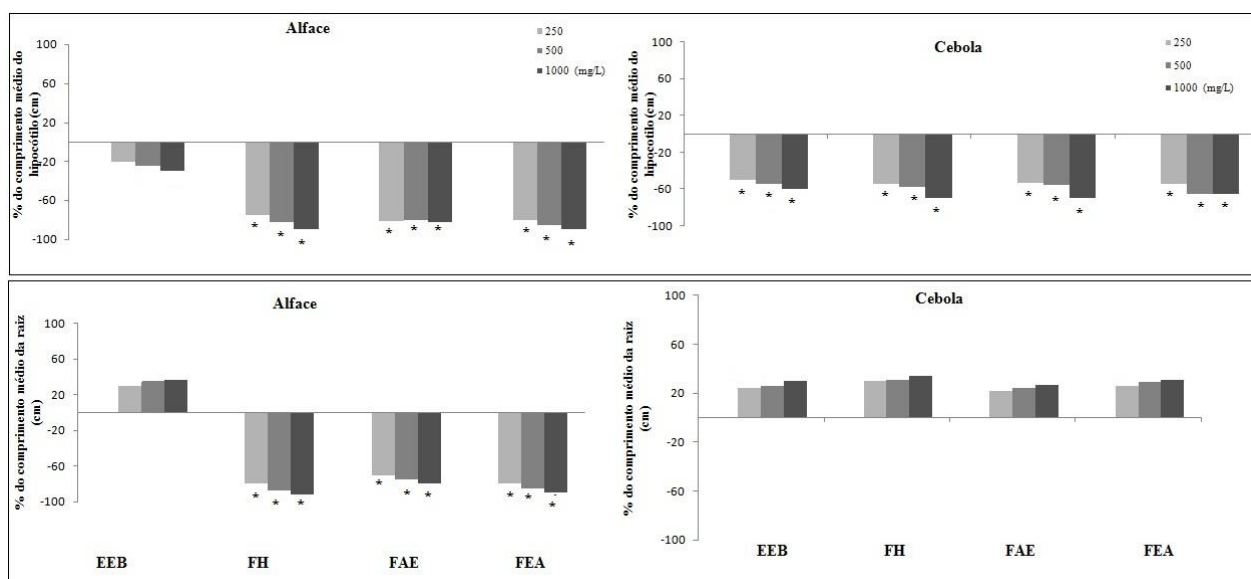 Alface
% do comprimento médio do
hipocótilo (cm)
100
60
20
-20
-60
-100
250
500
1000 (mg/L)
* * * * * * * * *
Cebola
% do comprimento médio do
hipocótilo (cm)
100
60
20
-20
-60
-100
250
500
1000 (mg/L)
* * * * * * * * * * * *
Alface
% do comprimento médio da raiz
(cm)
100
60
20
-20
-60
-100
* * * * * * * * *
EEB FH FAE FEA
Cebola
% do comprimento médio da raiz
(cm)
100
60
20
-20
-60
-100
EEB FH FAE FEA